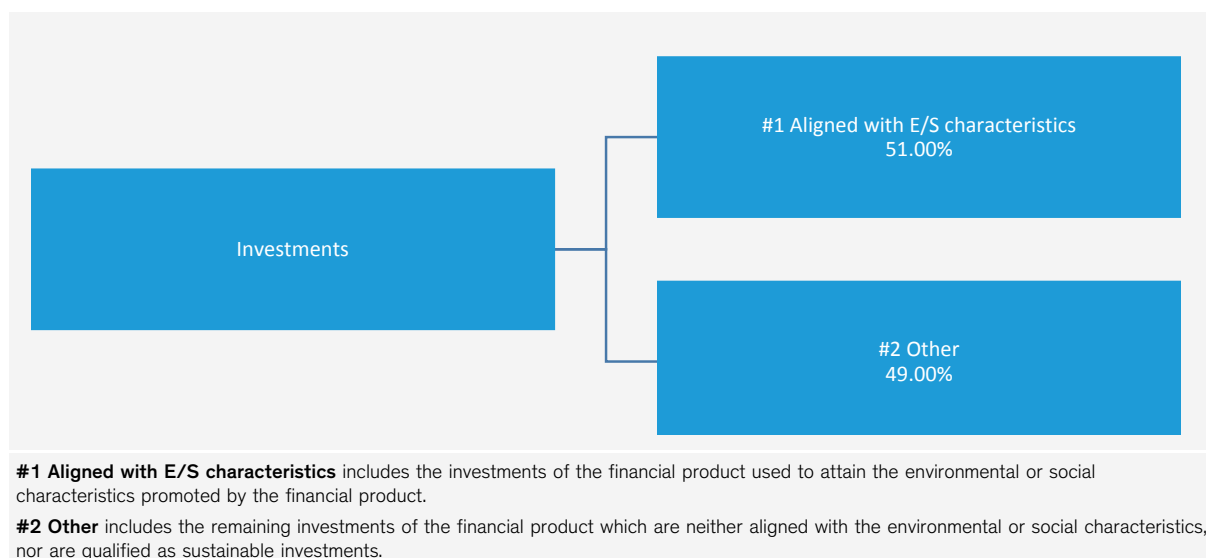 #1 Aligned with E/S characteristics
51.00%
Investments
#2 Other
49.00%
#1 Aligned with E/S characteristics includes the investments of the financial product used to attain the environmental or social
characteristics promoted by the financial product.
#2 Other includes the remaining investments of the financial product which are neither aligned with the environmental or social characteristics,
nor are qualified as sustainable investments.